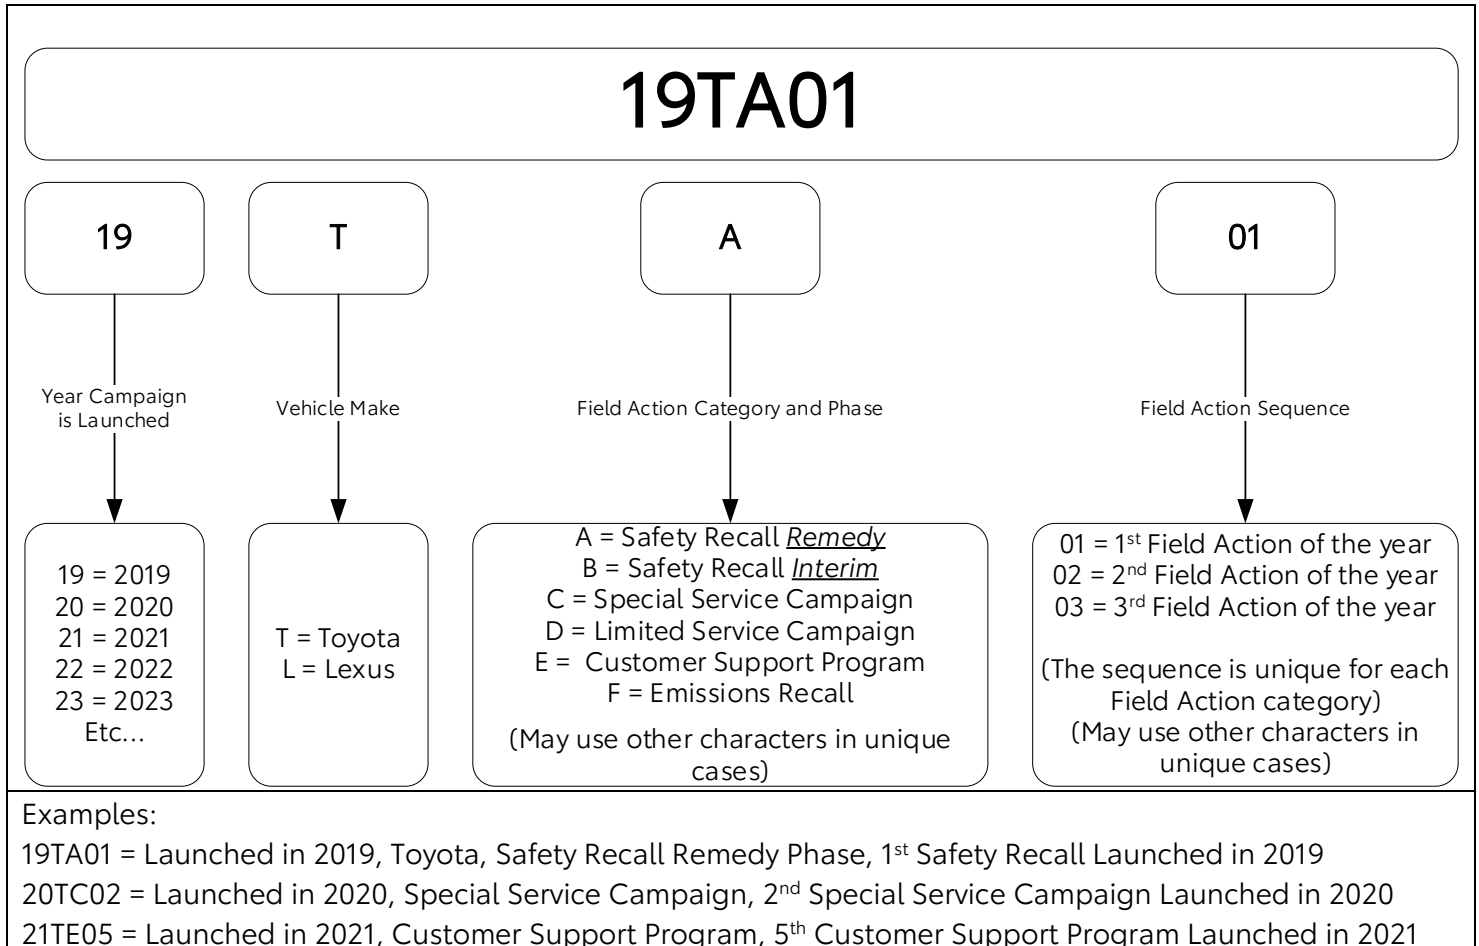 19TA01
19
T
A
01
Year Campaign
is Launched
Vehicle Make
Field Action Category and Phase
Field Action Sequence
19 = 2019
20 = 2020
21 = 2021
22 = 2022
23 = 2023
Etc...
T = Toyota
L = Lexus
A = Safety Recall Remedy
B = Safety Recall Interim
C = Special Service Campaign
D = Limited Service Campaign
E =  Customer Support Program
F = Emissions Recall
(May use other characters in unique
cases)
01 = 1st Field Action of the year
02 = 2nd Field Action of the year
03 = 3rd Field Action of the year
(The sequence is unique for each
Field Action category)
(May use other characters in
unique cases)
Examples:
19TA01 = Launched in 2019, Toyota, Safety Recall Remedy Phase, 1st Safety Recall Launched in 2019
20TC02 = Launched in 2020, Special Service Campaign, 2nd Special Service Campaign Launched in 2020
21TE05 = Launched in 2021, Customer Support Program, 5th Customer Support Program Launched in 2021